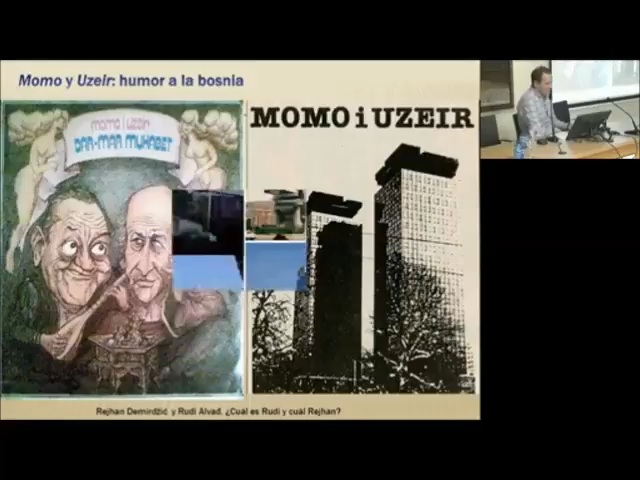 Momo y Uzeir: humor a la bosnia
MOMO I UZEIR
DAR-MAR MUHABET
MOMO i UZEIR
Rejhan Demirdžić y Rudi Alvađ. ¿Cuál es Rudi y cuál Rejhan?